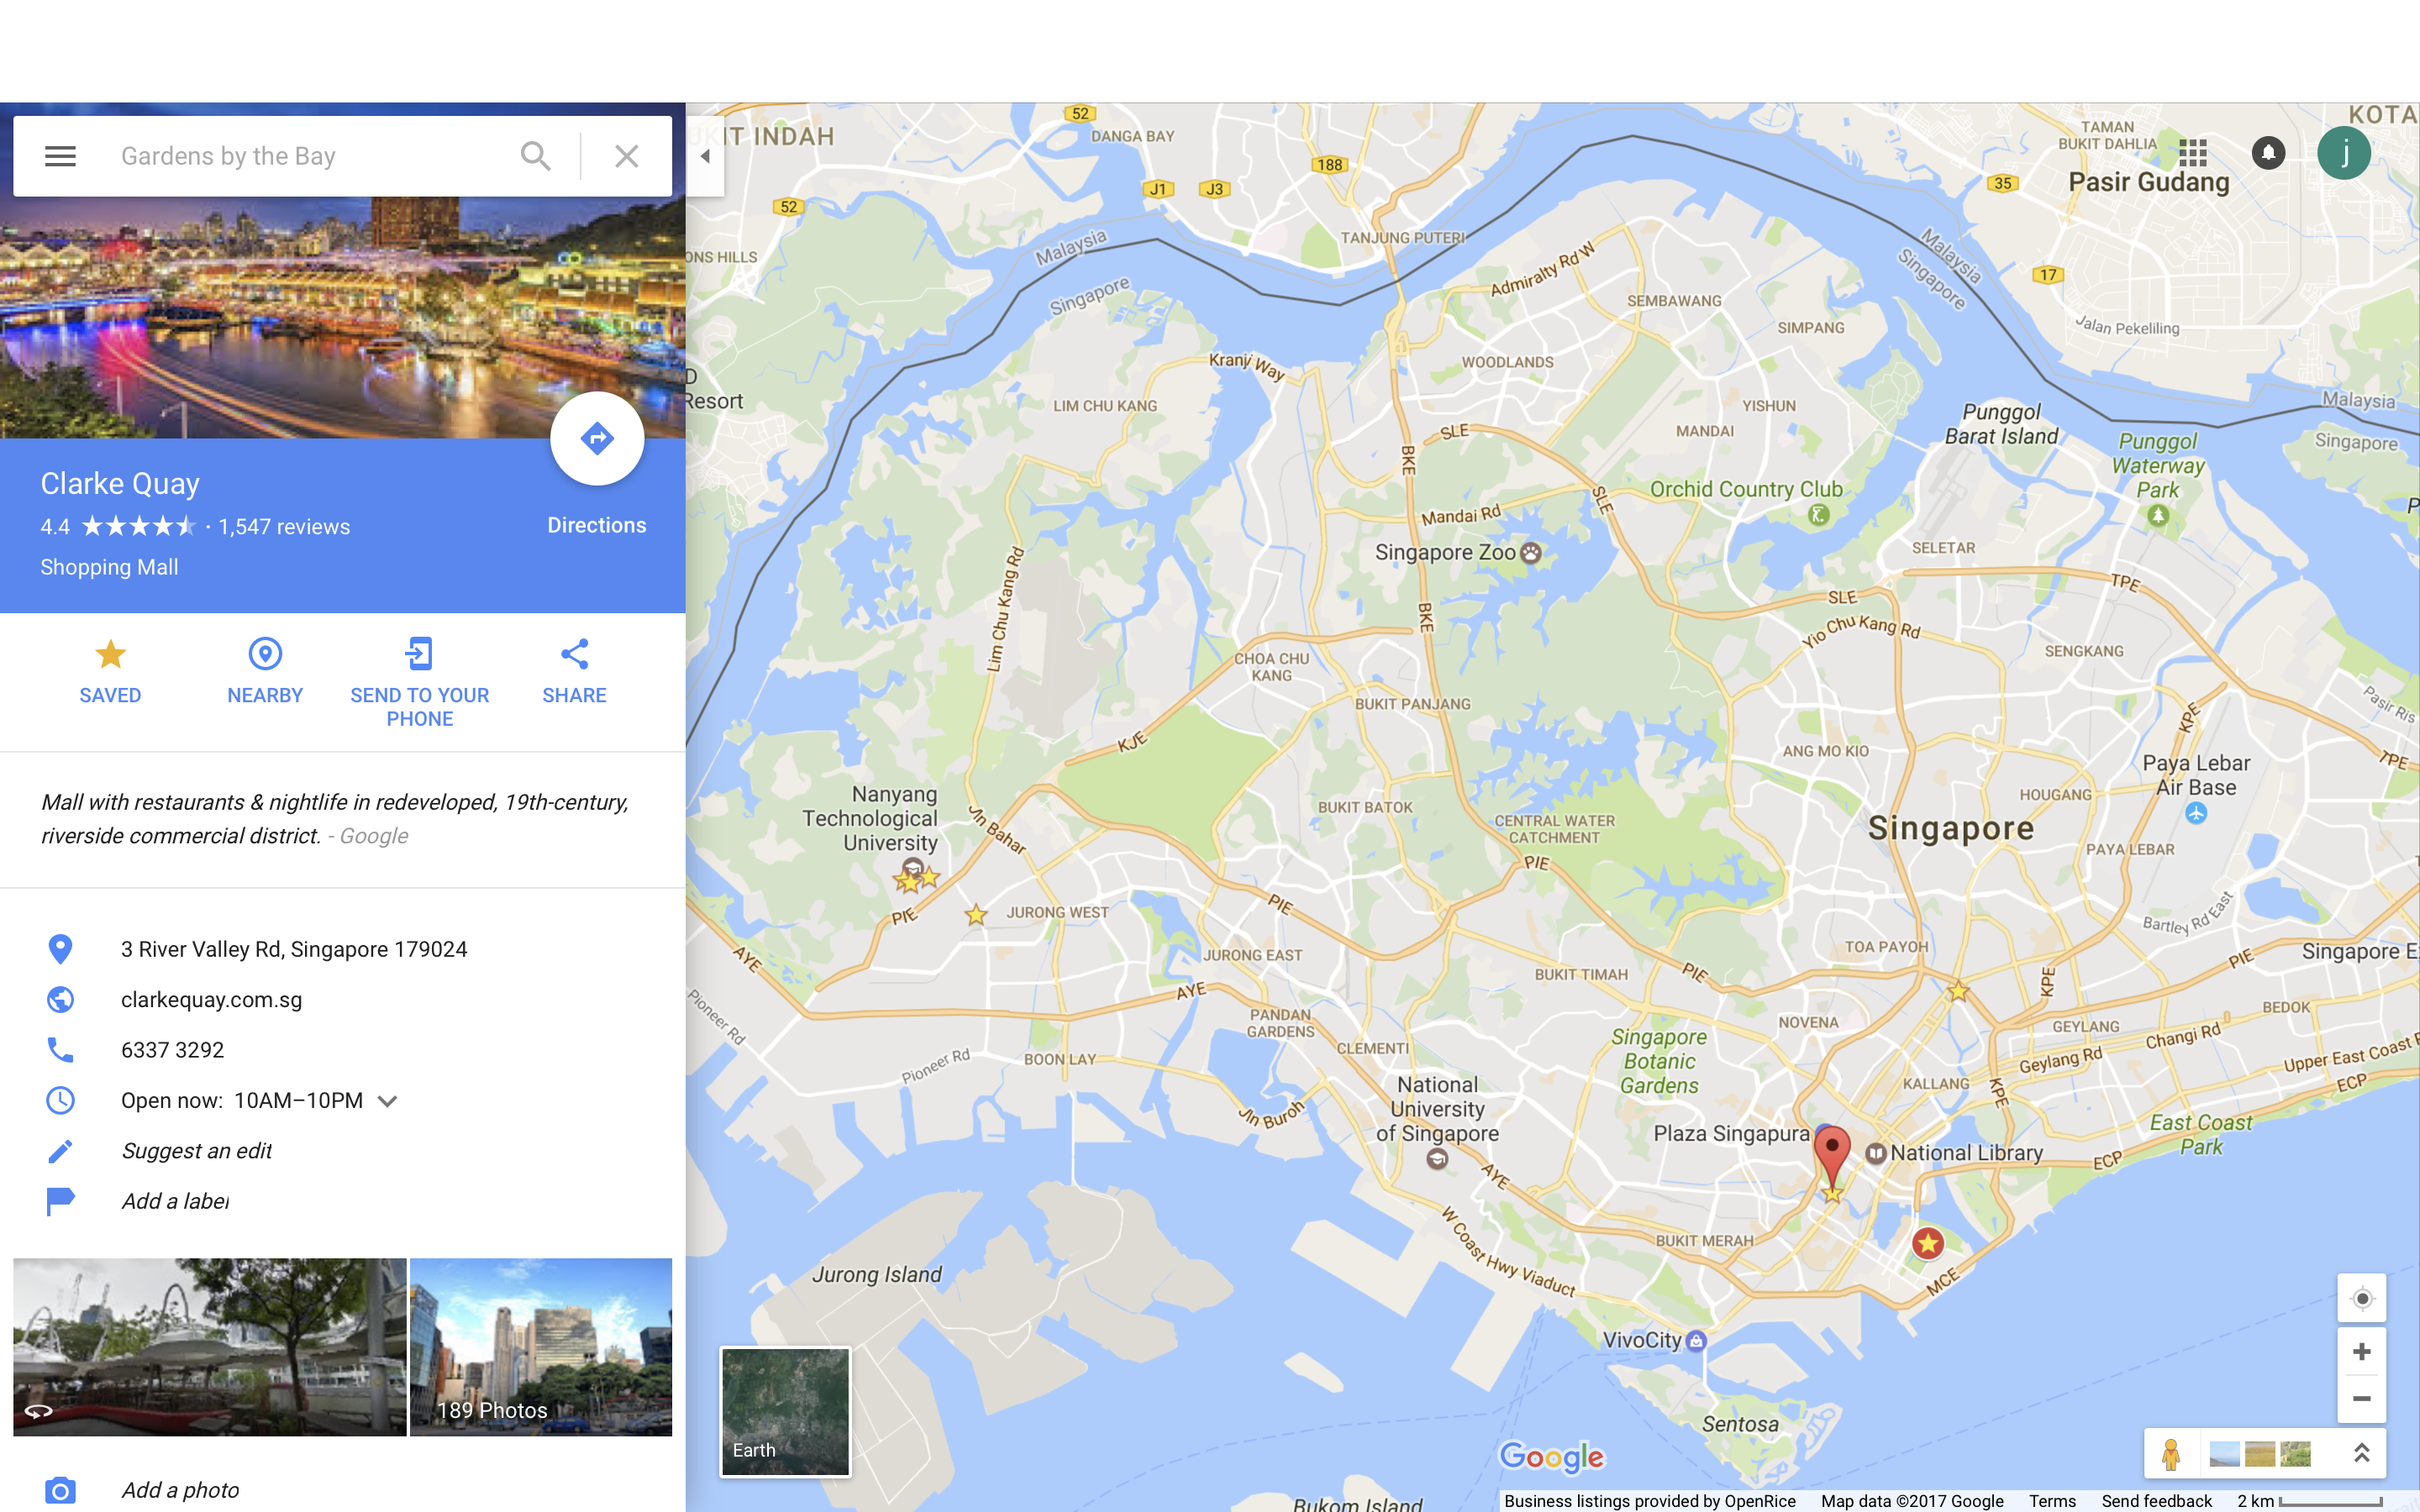 Gardens by the Bay
Clarke Quay
4.4 · 1,547 reviews
Directions
Shopping Mall
SAVED
NEARBY
SEND TO YOUR
PHONE
SHARE
Mall with restaurants & nightlife in redeveloped, 19th-century,
riverside commercial district. - Google
3 River Valley Rd, Singapore 179024
clarkequay.com.sg
6337 3292
Open now: 10AM–10PM
Suggest an edit
Add a label
189 Photos
Add a photo
52
DANGA BAY
J1
J3
188
52
TANJUNG PUTERI
TAMAN
BUKIT DAHLIA
KOTA
j
35
Pasir Gudang
17
Jalan Pekeliling
ONS HILLS
Malaysia
Singapore
Malaysia
Singapore
Malaysia
Singapore
Admiralty Rd W
SEMBAWANG
SIMPANG
WOODLANDS
Kranji Way
LIM CHU KANG
Resort
YISHUN
MANDAI
Punggol
Barat Island
Punggol
Waterway
Park
SLE
BKE
SLE
Orchid Country Club
Mandai Rd
Singapore Zoo
SELETAR
TPE
Lim Chu Kang Rd
BKE
SLE
Yio Chu Kang Rd
SENGKANG
CHOA CHU
KANG
BUKIT PANJANG
Pasir Ris
KJE
ANG MO KIO
KPE
TPE
Paya Lebar
Air Base
Nanyang
Technological
University
Jln Bahar
BUKIT BATOK
CENTRAL WATER
CATCHMENT
HOUGANG
Singapore
PAYA LEBAR
PIE
PIE
PIE
JURONG WEST
Bartley Rd East
AYE
JURONG EAST
TOA PAYOH
BUKIT TIMAH
PIE
KPE
PIE
Singapore E
AYE
Pioneer Rd
PANDAN
GARDENS
NOVENA
BEDOK
GEYLANG
Changi Rd
Singapore
Botanic
Gardens
CLEMENTI
BOON LAY
Pioneer Rd
Geylang Rd
Upper East Coast
KALLANG
KPE
ECP
National
University
of Singapore
Jln Buroh
Plaza Singapura
National Library
East Coast
Park
ECP
AYE
W Coast Hwy Viaduct
BUKIT MERAH
Jurong Island
MCE
VivoCity
Sentosa
Earth
Google
Bukom Island
Business listings provided by OpenRice
Map data ©2017 Google
Terms
Send feedback
2 km